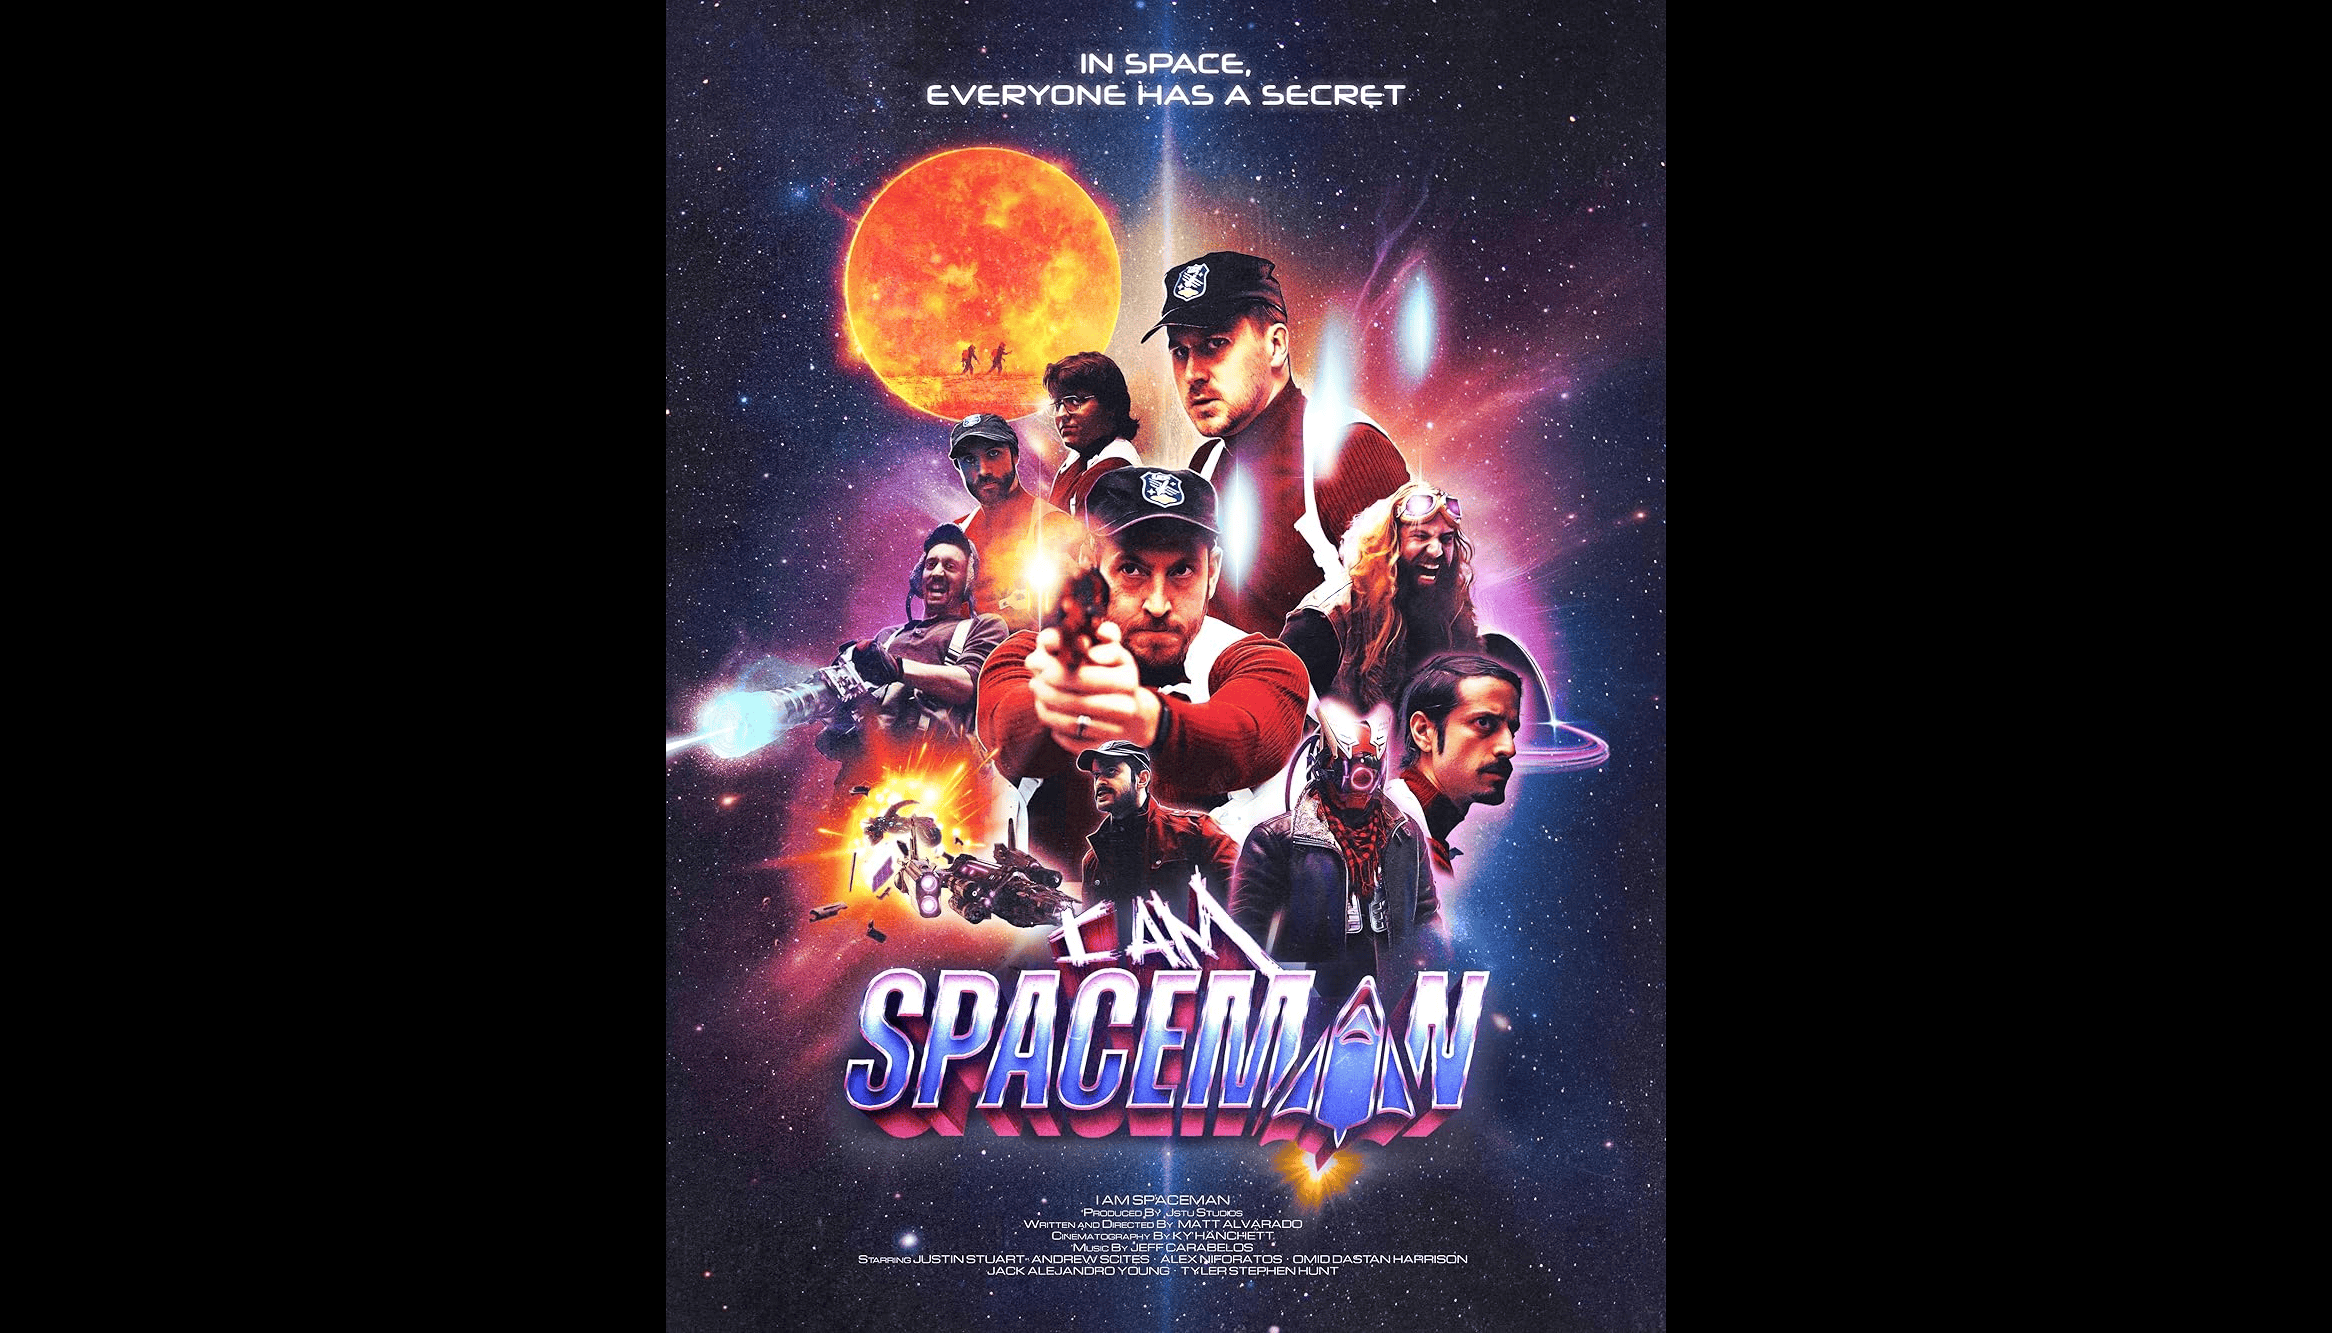 IN SPACE,
EVERYONE HAS A SECRET
I AM
SPACEMAN
I AM SPACEMAN
PRODUCED BY JSTU STUDIOS
WRITTEN AND DIRECTED BY MATT ALVARADO
CINEMATOGRAPHY BY KY HANCHETT
MUSIC BY JEFF CARABELOS
STARRING JUSTIN STUART · ANDREW SCITES · ALEX NIFORATOS · OMID DASTAN HARRISON
JACK ALEJANDRO YOUNG · TYLER STEPHEN HUNT